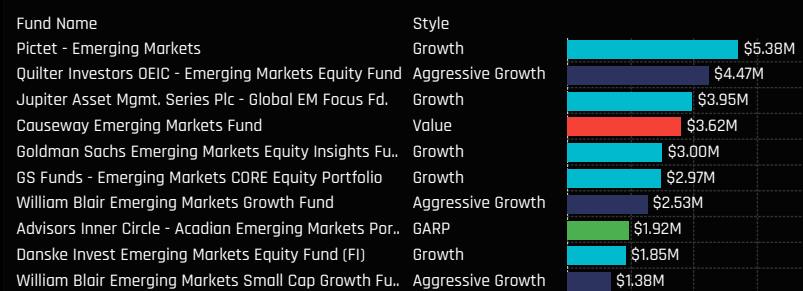 Fund Name Style
Pictet - Emerging Markets Growth $5.38M
Quilter Investors OEIC - Emerging Markets Equity Fund Aggressive Growth $4.47M
Jupiter Asset Mgmt. Series Plc - Global EM Focus Fd. Growth $3.95M
Causeway Emerging Markets Fund Value $3.62M
Goldman Sachs Emerging Markets Equity Insights Fu.. Growth $3.00M
GS Funds - Emerging Markets CORE Equity Portfolio Growth $2.97M
William Blair Emerging Markets Growth Fund Aggressive Growth $2.53M
Advisors Inner Circle - Acadian Emerging Markets Por.. GARP $1.92M
Danske Invest Emerging Markets Equity Fund (FI) Growth $1.85M
William Blair Emerging Markets Small Cap Growth Fu.. Aggressive Growth $1.38M